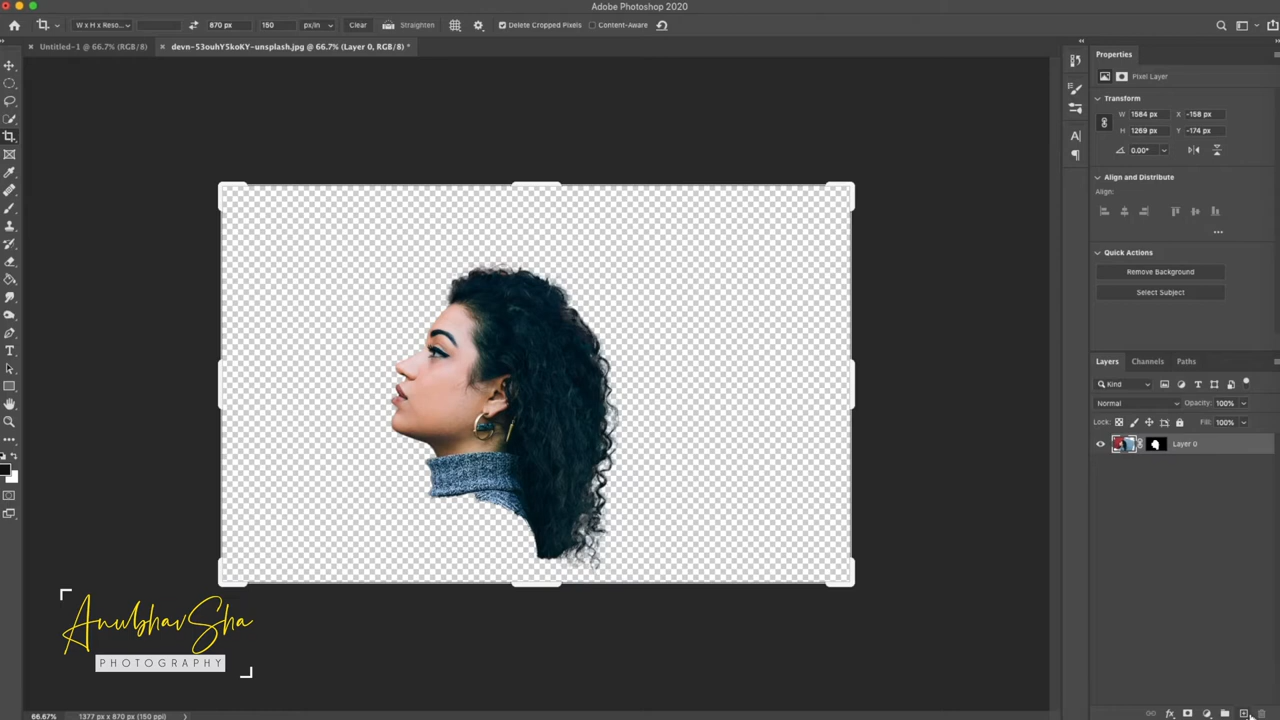 Adobe Photoshop 2020
W x H x Reso... 870 px 150 px/in Clear Straighten Delete Cropped Pixels Content-Aware
Untitled-1 @ 66.7% (RGB/8) devn-53ouhY5koKY-unsplash.jpg @ 66.7% (Layer 0, RGB/8) *
Properties
Pixel Layer
Transform
W 1584 px X -158 px
H 1269 px Y -174 px
0.00°
Align and Distribute
Align:
Quick Actions
Remove Background
Select Subject
Layers Channels Paths
Kind
Normal Opacity: 100%
Lock: Fill: 100%
Layer 0
AnubhavSha
PHOTOGRAPHY
66.67% 1377 px x 870 px (150 ppi)